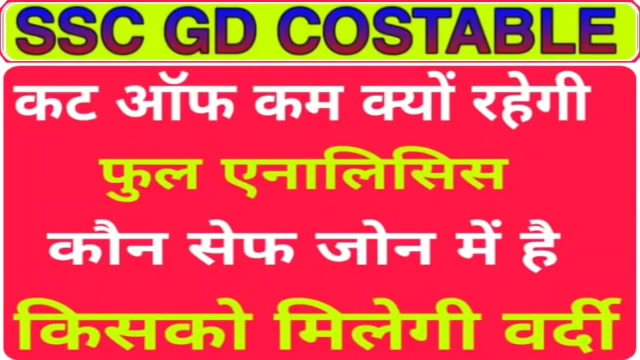 SSC GD COSTABLE
कट ऑफ कम क्यों रहेगी
फुल एनालिसिस
कौन सेफ जोन में है
किसको मिलेगी वर्दी